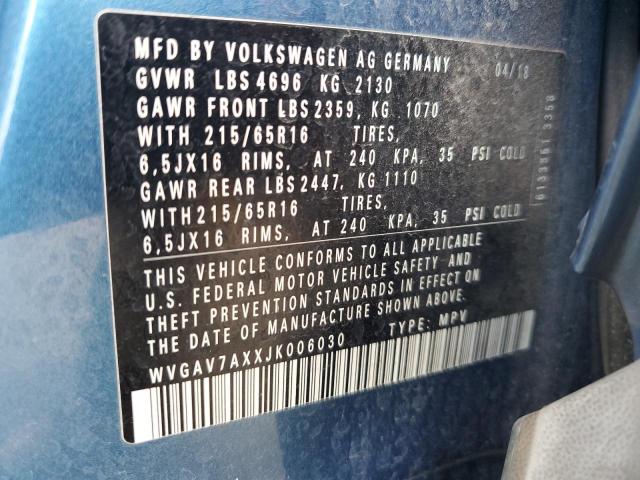 MFD BY VOLKSWAGEN AG GERMANY 04/18
GVWR LBS 4696 KG 2130
GAWR FRONT LBS 2359, KG 1070
WITH 215/65R16 TIRES,
6,5JX16 RIMS, AT 240 KPA, 35 PSI COLD
GAWR REAR LBS 2447, KG 1110
WITH 215/65R16 TIRES,
6,5JX16 RIMS, AT 240 KPA, 35 PSI COLD
THIS VEHICLE CONFORMS TO ALL APPLICABLE
U.S. FEDERAL MOTOR VEHICLE SAFETY AND
THEFT PREVENTION STANDARDS IN EFFECT ON
DATE OF MANUFACTURE SHOWN ABOVE.
WVGAV7AXXJK006030 TYPE: MPV